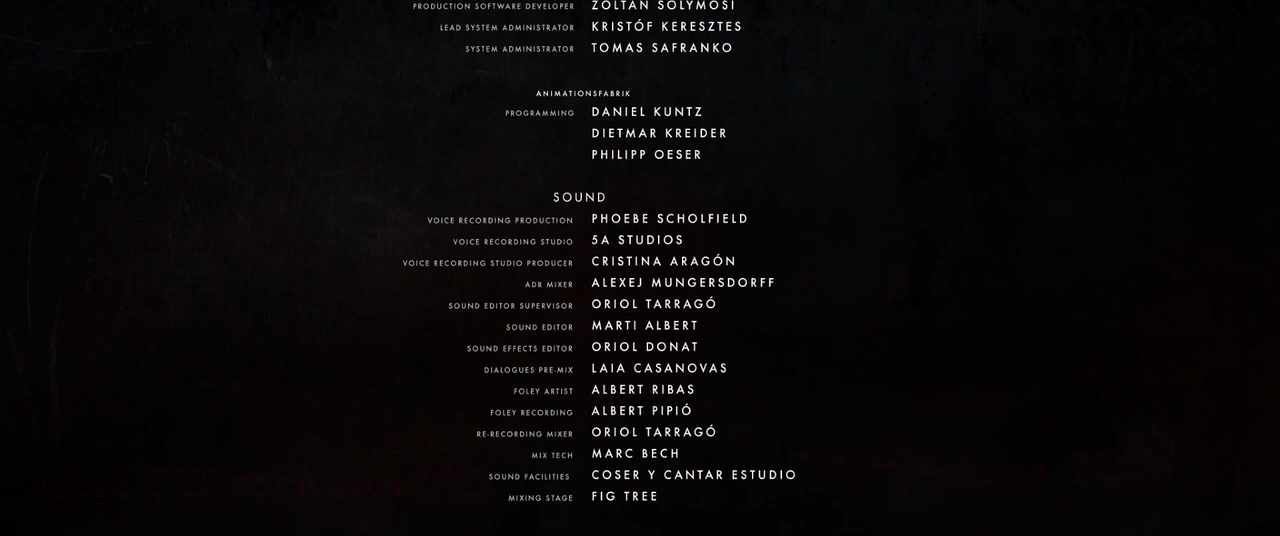 PRODUCTION SOFTWARE DEVELOPER ZOLTÁN SÓLYMOSI
LEAD SYSTEM ADMINISTRATOR KRISTÓF KERESZTES
SYSTEM ADMINISTRATOR TOMAS SAFRANKO
ANIMATIONSFABRIK
PROGRAMMING DANIEL KUNTZ
DIETMAR KREIDER
PHILIPP OESER
SOUND
VOICE RECORDING PRODUCTION PHOEBE SCHOLFIELD
VOICE RECORDING STUDIO 5A STUDIOS
VOICE RECORDING STUDIO PRODUCER CRISTINA ARAGÓN
ADR MIXER ALEXEJ MUNGERSDORFF
SOUND EDITOR SUPERVISOR ORIOL TARRAGÓ
SOUND EDITOR MARTI ALBERT
SOUND EFFECTS EDITOR ORIOL DONAT
DIALOGUES PRE-MIX LAIA CASANOVAS
FOLEY ARTIST ALBERT RIBAS
FOLEY RECORDING ALBERT PIPIÓ
RE-RECORDING MIXER ORIOL TARRAGÓ
MIX TECH MARC BECH
SOUND FACILITIES COSER Y CANTAR ESTUDIO
MIXING STAGE FIG TREE